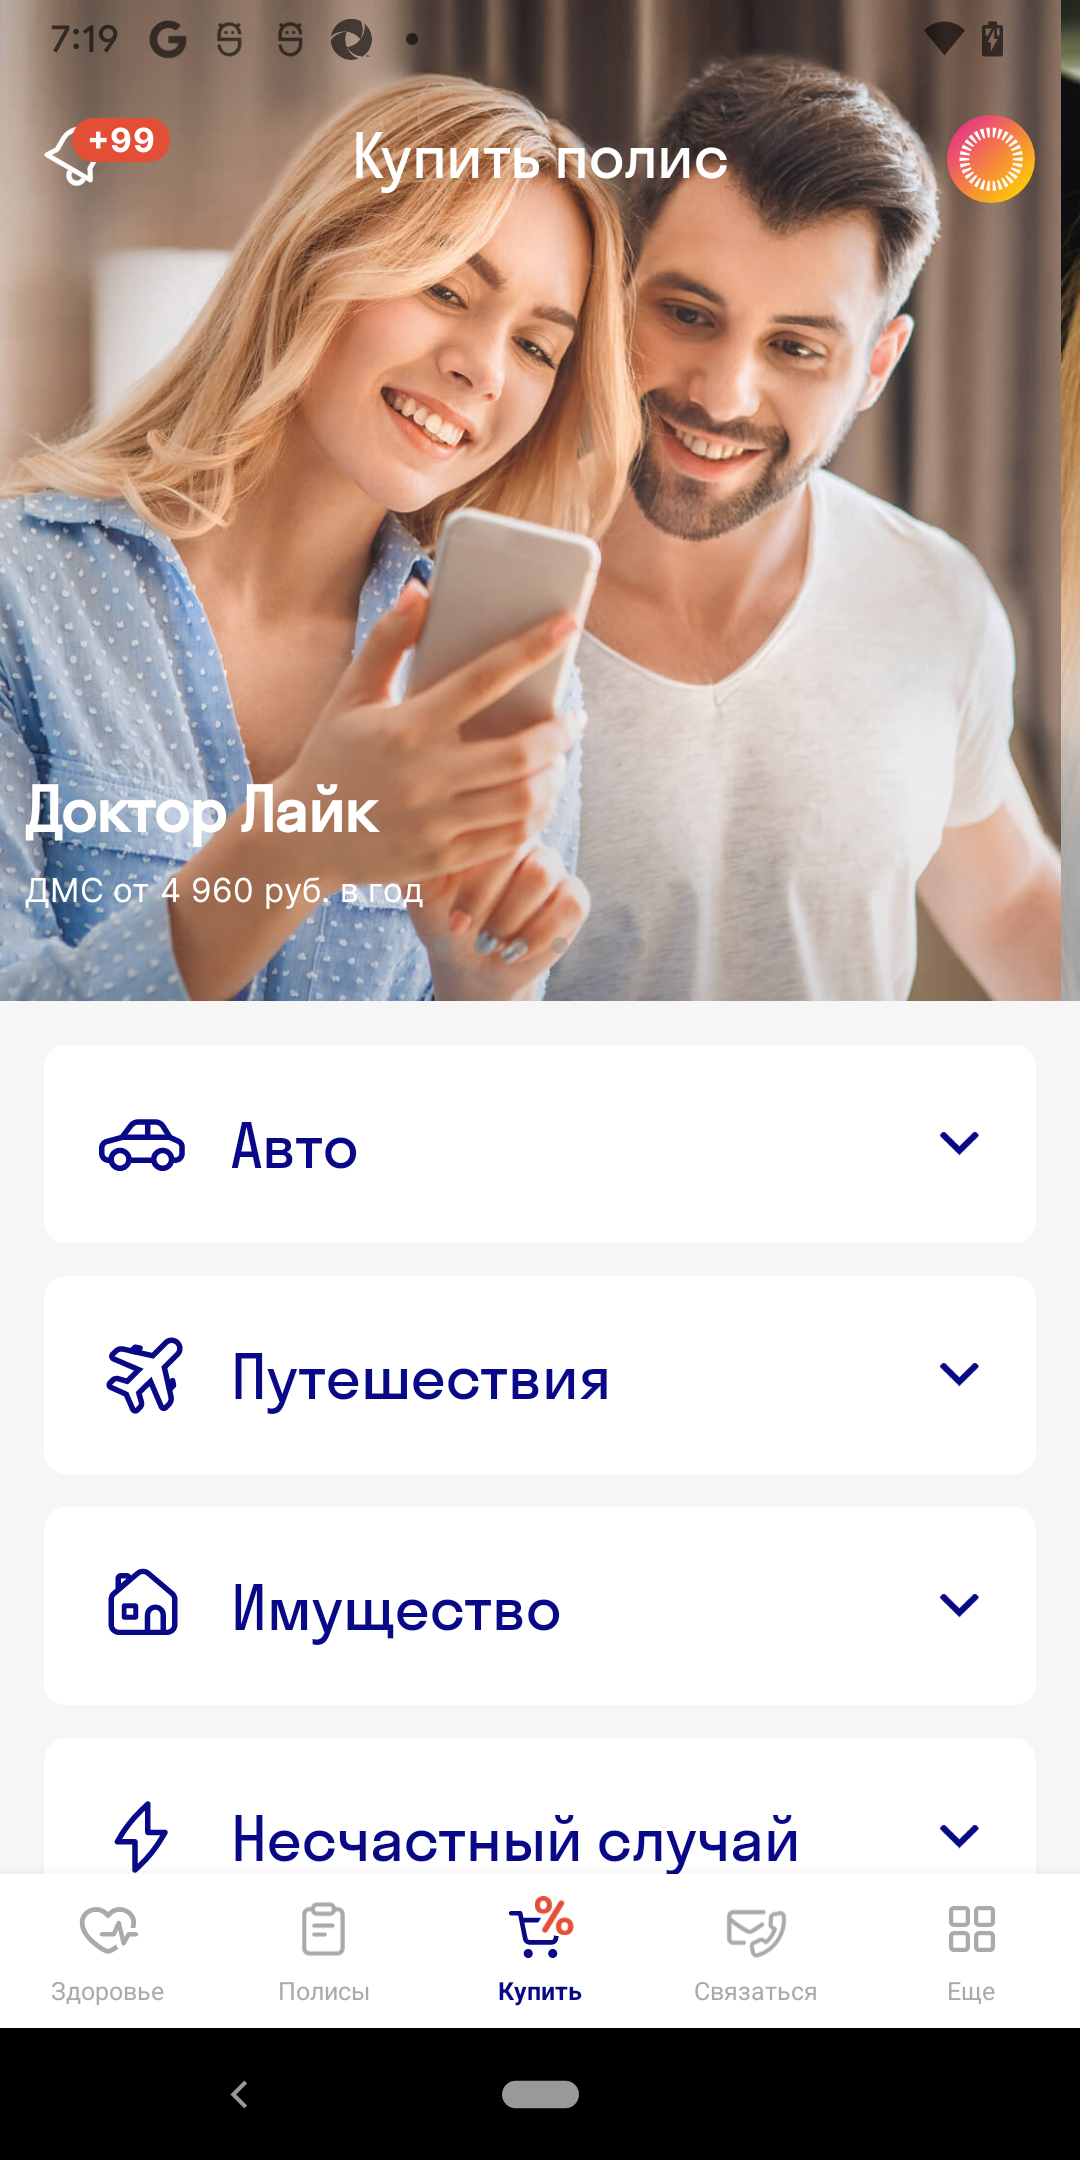 7:19
+99
Купить полис
Доктор Лайк
ДМС от 4 960 руб. в год
Авто
Путешествия
Имущество
Несчастный случай
Здоровье
Полисы
Купить
Связаться
Еще